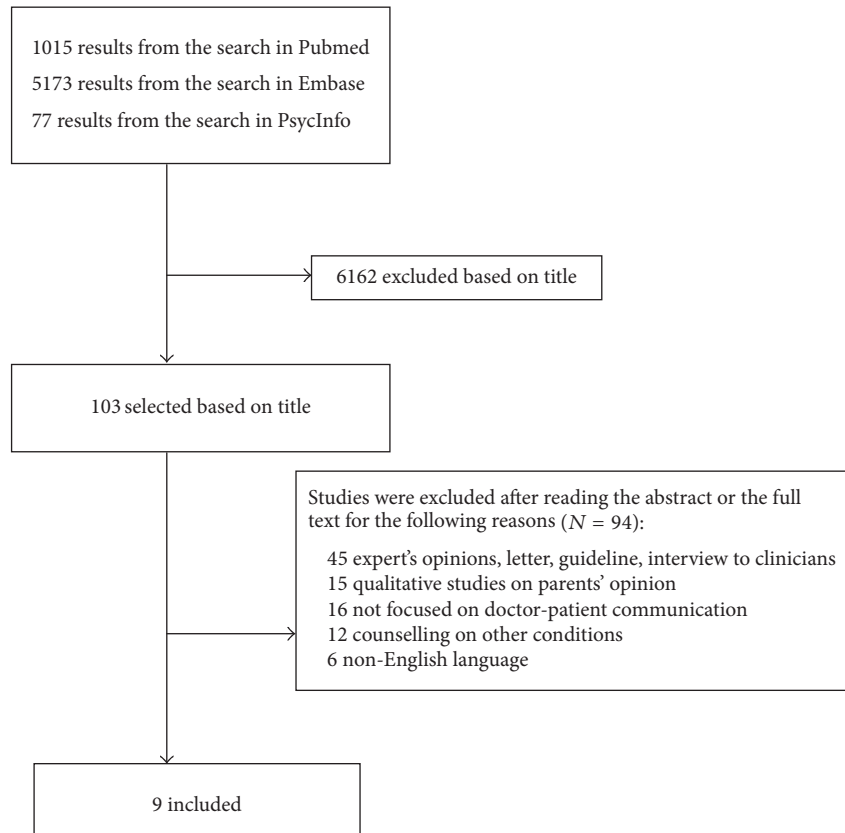 1015 results from the search in Pubmed
5173 results from the search in Embase
77 results from the search in PsycInfo
6162 excluded based on title
103 selected based on title
Studies were excluded after reading the abstract or the full
text for the following reasons (N = 94):
45 expert's opinions, letter, guideline, interview to clinicians
15 qualitative studies on parents' opinion
16 not focused on doctor-patient communication
12 counselling on other conditions
6 non-English language
9 included